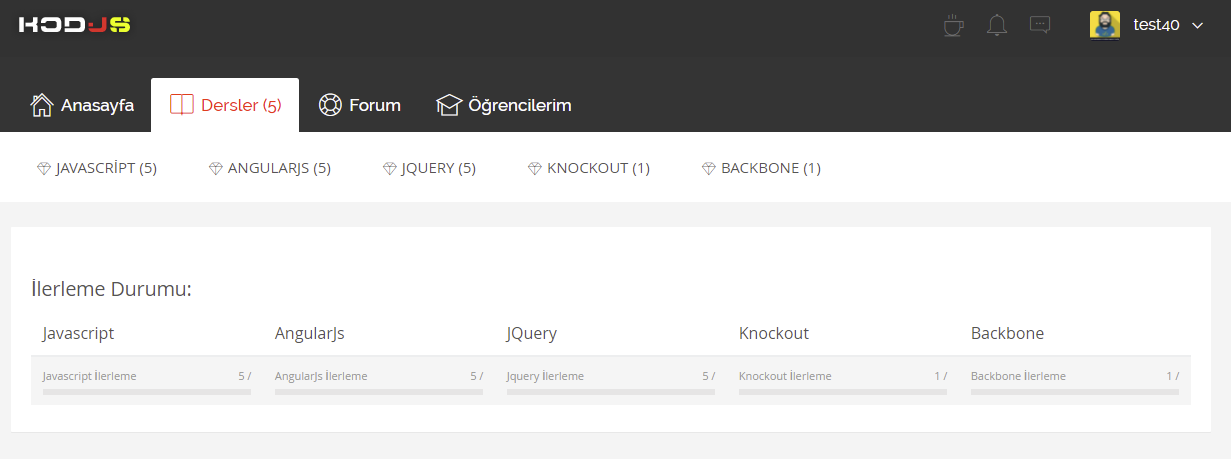 KODJS
test40
Anasayfa Dersler (5) Forum Öğrencilerim
JAVASCRİPT (5) ANGULARJS (5) JQUERY (5) KNOCKOUT (1) BACKBONE (1)
İlerleme Durumu:
Javascript AngularJs JQuery Knockout Backbone
Javascript İlerleme 5 / AngularJs İlerleme 5 / Jquery İlerleme 5 / Knockout İlerleme 1 / Backbone İlerleme 1 /